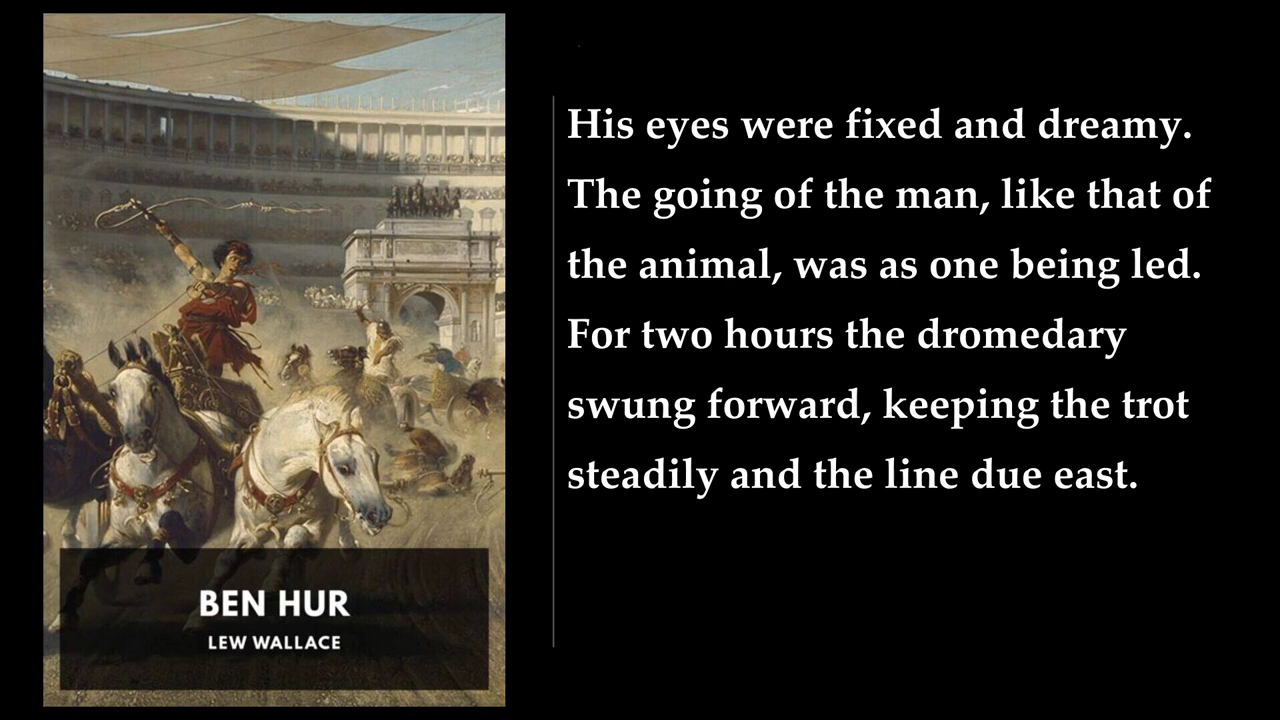 BEN HUR
LEW WALLACE
His eyes were fixed and dreamy.
The going of the man, like that of
the animal, was as one being led.
For two hours the dromedary
swung forward, keeping the trot
steadily and the line due east.